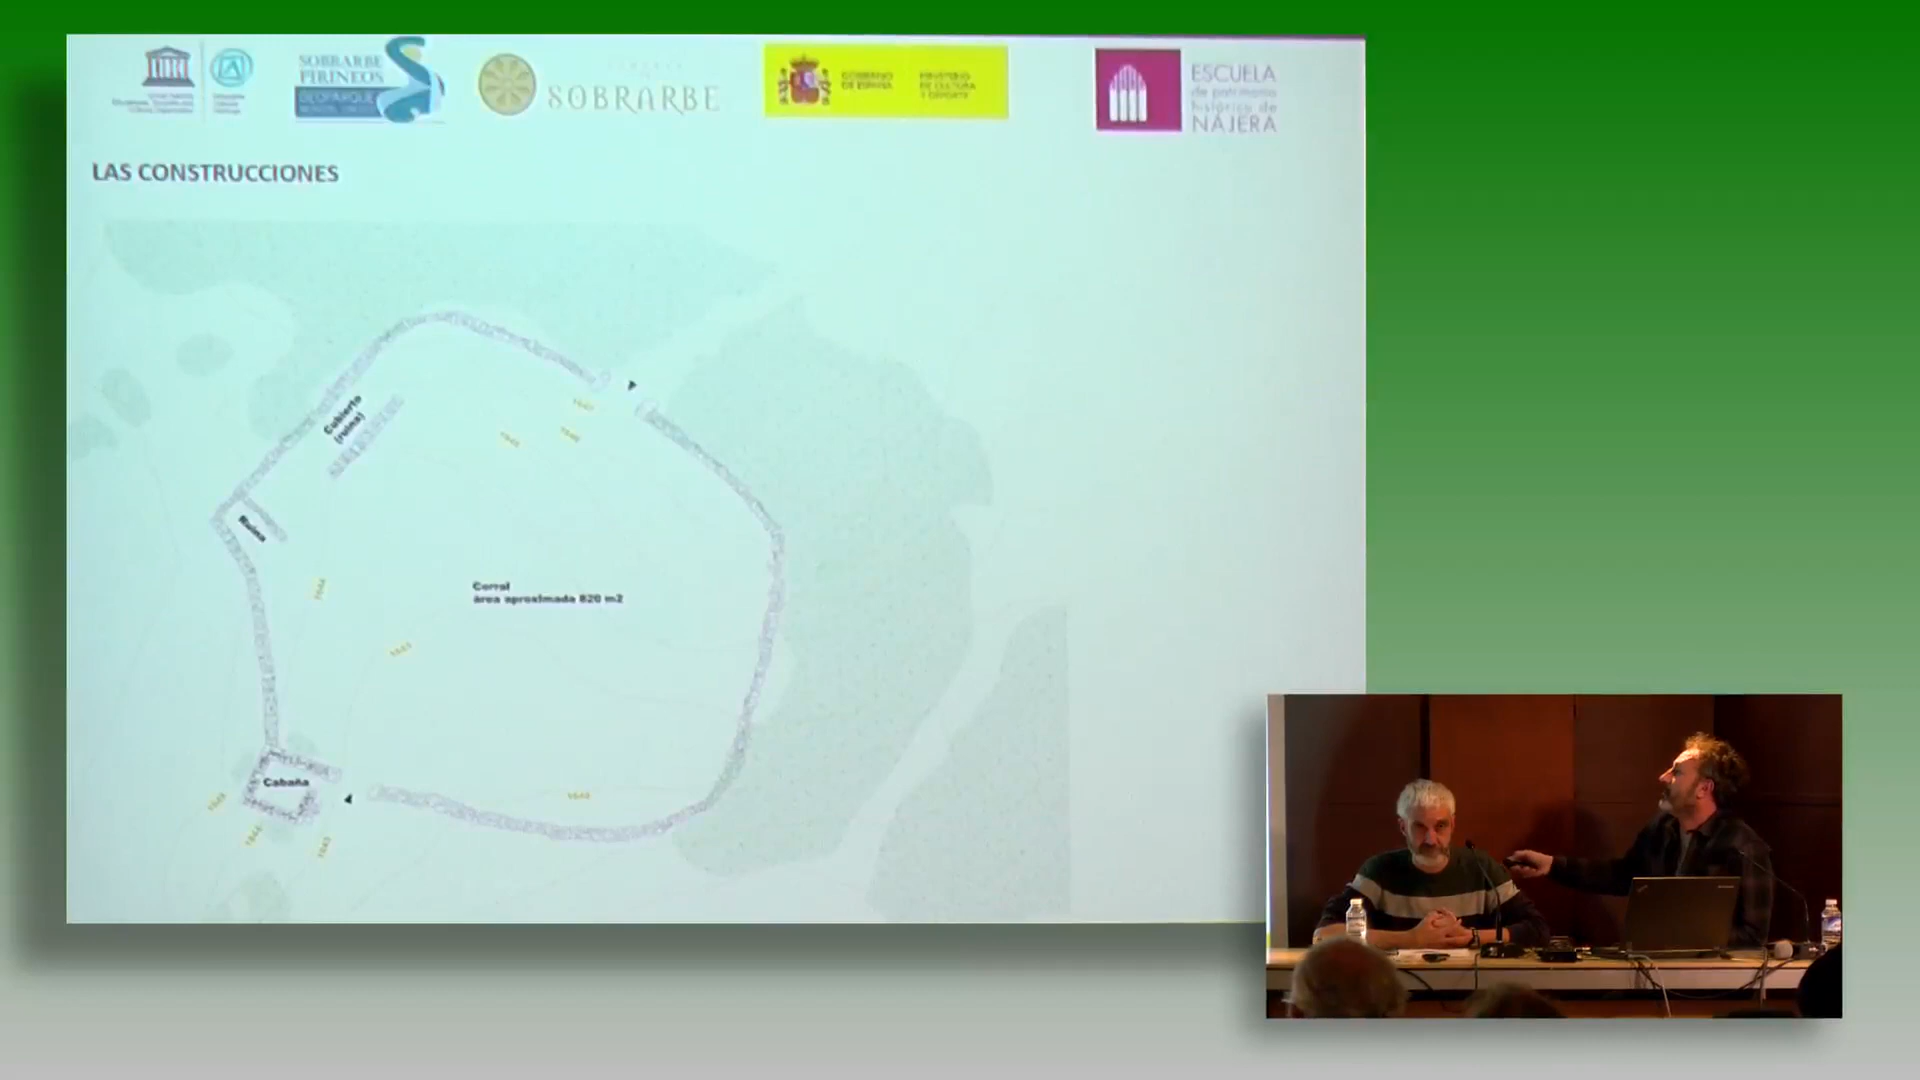 SOBRARBE
PIRINEOS
GEOPARQUE
SOBRARBE
GOBIERNO
DE ESPAÑA
MINISTERIO
DE CULTURA
Y DEPORTE
ESCUELA
de patrimonio
histórico de
NÁJERA
LAS CONSTRUCCIONES
Cubierto
(ruina)
Ruina
Corral
área aproximada 820 m2
Cabaña